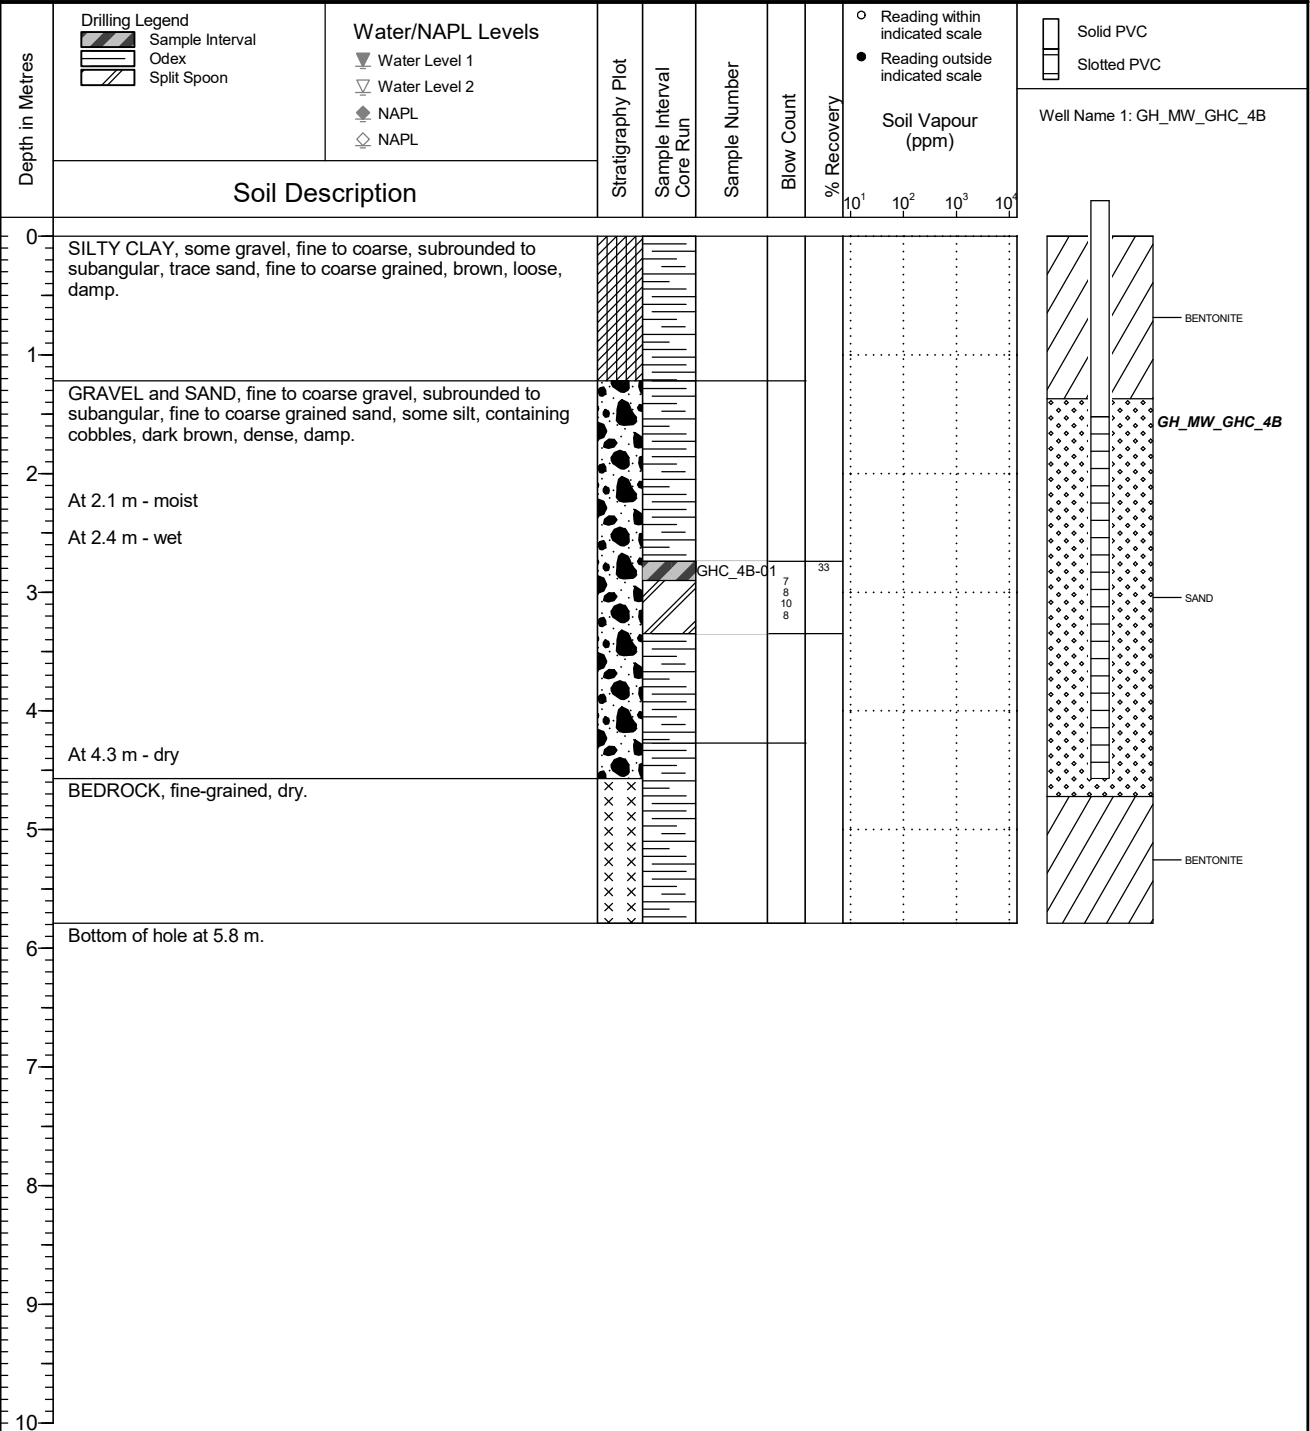 Depth in Metres
Drilling Legend
Sample Interval
Odex
Split Spoon
Water/NAPL Levels
Water Level 1
Water Level 2
NAPL
NAPL
Soil Description
Stratigraphy Plot
Sample Interval
Core Run
Sample Number
Blow Count
% Recovery
Reading within
indicated scale
Reading outside
indicated scale
Soil Vapour
(ppm)
10¹ 10² 10³ 10⁴
Solid PVC
Slotted PVC
Well Name 1: GH_MW_GHC_4B
0
SILTY CLAY, some gravel, fine to coarse, subrounded to
subangular, trace sand, fine to coarse grained, brown, loose,
damp.
BENTONITE
1
GRAVEL and SAND, fine to coarse gravel, subrounded to
subangular, fine to coarse grained sand, some silt, containing
cobbles, dark brown, dense, damp.
GH_MW_GHC_4B
2
At 2.1 m - moist
At 2.4 m - wet
GHC_4B-01
33
7
8
10
8
3
SAND
4
At 4.3 m - dry
BEDROCK, fine-grained, dry.
5
BENTONITE
Bottom of hole at 5.8 m.
6
7
8
9
10